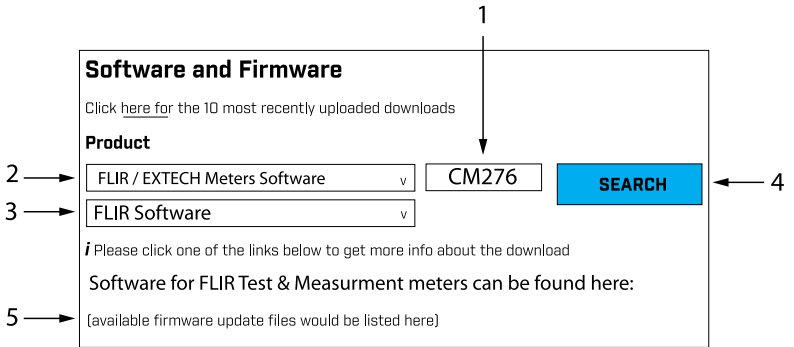 1
Software and Firmware
Click here for the 10 most recently uploaded downloads
Product
2 FLIR / EXTECH Meters Software v CM276 SEARCH 4
3 FLIR Software v
i Please click one of the links below to get more info about the download
Software for FLIR Test & Measurment meters can be found here:
5 (available firmware update files would be listed here)